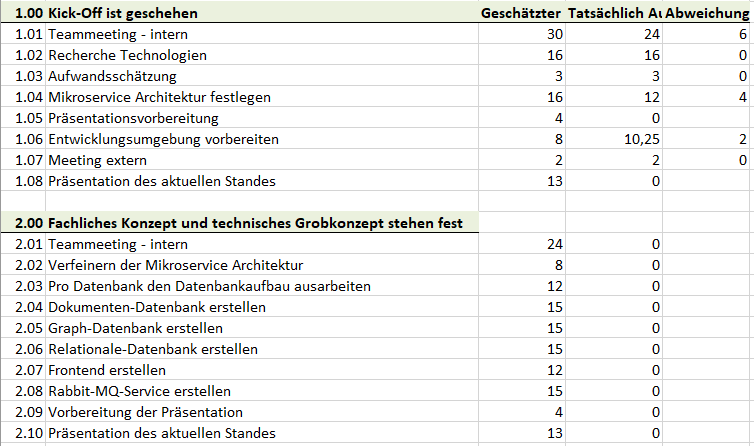 1.00 Kick-Off ist geschehen Geschätzter Tatsächlich Au Abweichung
1.01 Teammeeting - intern 30 24 6
1.02 Recherche Technologien 16 16 0
1.03 Aufwandsschätzung 3 3 0
1.04 Mikroservice Architektur festlegen 16 12 4
1.05 Präsentationsvorbereitung 4 0
1.06 Entwicklungsumgebung vorbereiten 8 10,25 2
1.07 Meeting extern 2 2 0
1.08 Präsentation des aktuellen Standes 13 0
2.00 Fachliches Konzept und technisches Grobkonzept stehen fest
2.01 Teammeeting - intern 24 0
2.02 Verfeinern der Mikroservice Architektur 8 0
2.03 Pro Datenbank den Datenbankaufbau ausarbeiten 12 0
2.04 Dokumenten-Datenbank erstellen 15 0
2.05 Graph-Datenbank erstellen 15 0
2.06 Relationale-Datenbank erstellen 15 0
2.07 Frontend erstellen 12 0
2.08 Rabbit-MQ-Service erstellen 15 0
2.09 Vorbereitung der Präsentation 4 0
2.10 Präsentation des aktuellen Standes 13 0